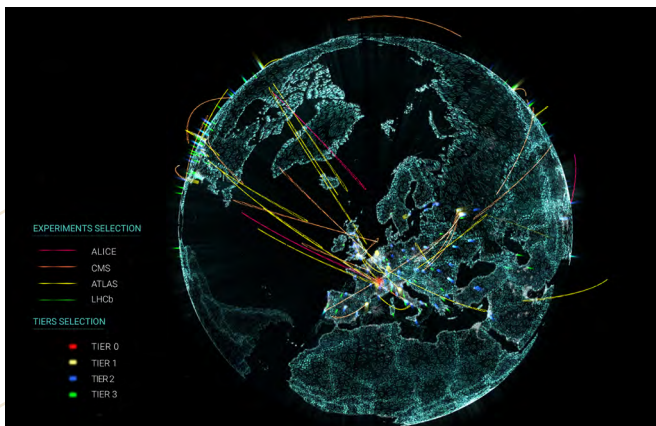 EXPERIMENTS SELECTION
ALICE
CMS
ATLAS
LHCb
TIERS SELECTION
TIER 0
TIER 1
TIER 2
TIER 3